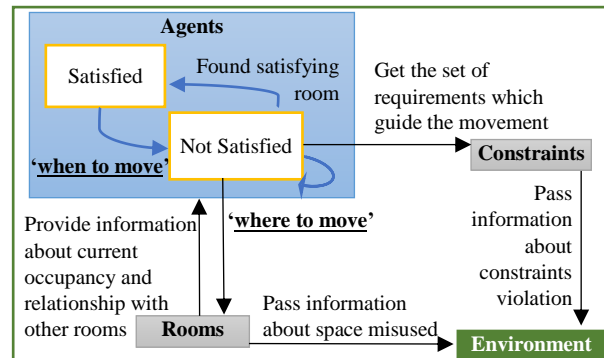 Agents
Satisfied
Found satisfying
room
Not Satisfied
‘when to move’
‘where to move’
Get the set of
requirements which
guide the movement
Constraints
Provide information
about current
occupancy and
relationship with
other rooms
Pass
information
about
constraints
violation
Rooms
Pass information
about space misused
Environment